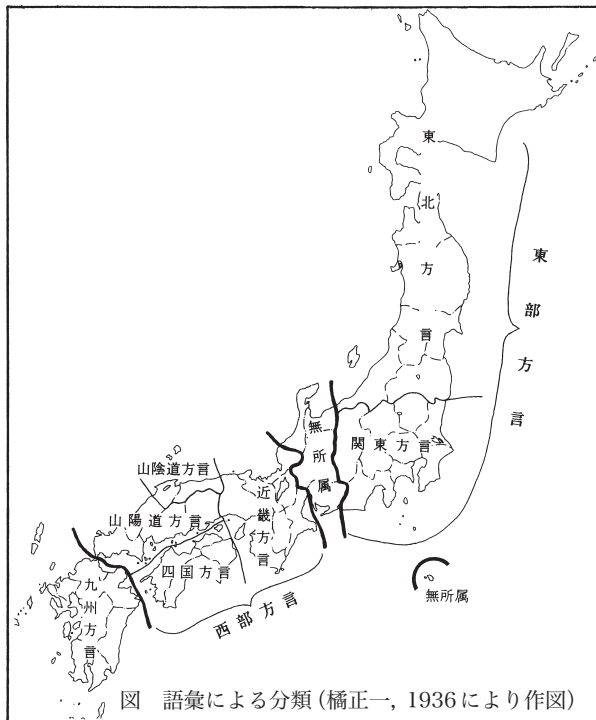 東北方言
東部方言
無所属
関東方言
山陰道方言
近畿方言
山陽道方言
四国方言
九州方言
西部方言
無所属
図　語彙による分類(橘正一, 1936により作図)